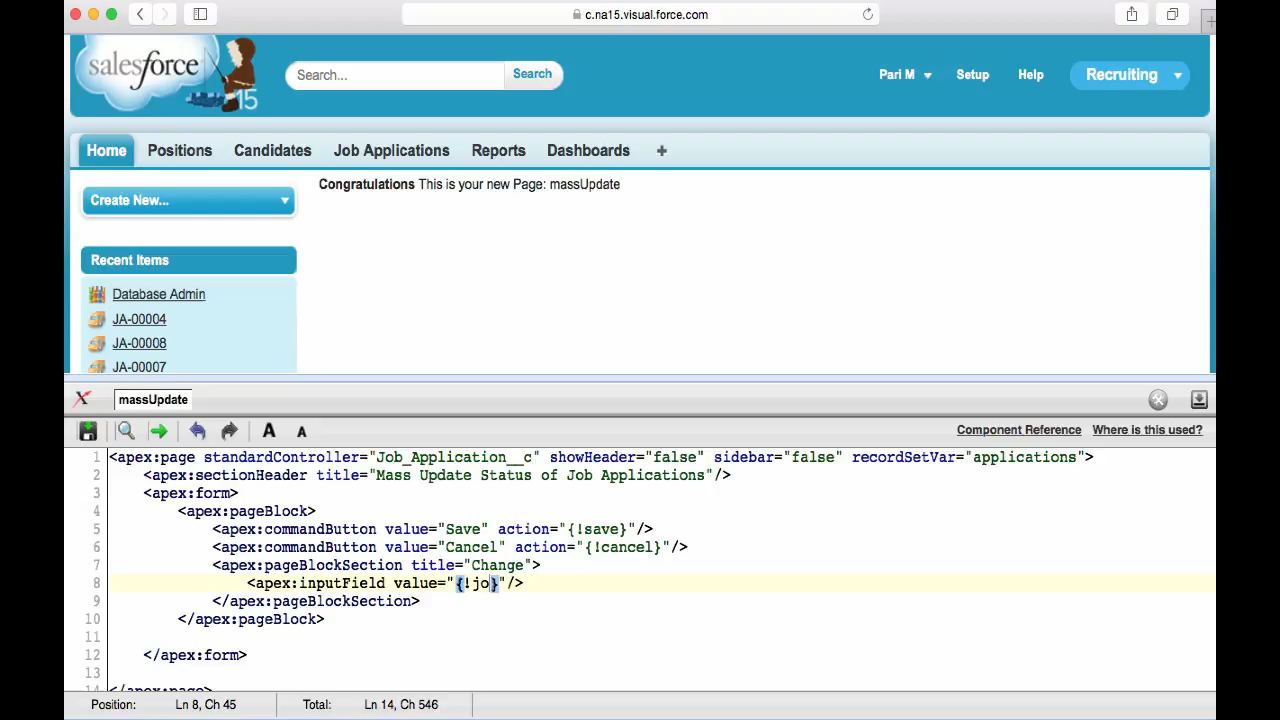 c.na15.visual.force.com
salesforce
15
Search...
Search
Pari M
Setup
Help
Recruiting
Home
Positions
Candidates
Job Applications
Reports
Dashboards
+
Create New...
Congratulations This is your new Page: massUpdate
Recent Items
Database Admin
JA-00004
JA-00008
JA-00007
massUpdate
A
A
Component Reference
Where is this used?
1 <apex:page standardController="Job_Application__c" showHeader="false" sidebar="false" recordSetVar="applications">
2 <apex:sectionHeader title="Mass Update Status of Job Applications"/>
3 <apex:form>
4 <apex:pageBlock>
5 <apex:commandButton value="Save" action="{!save}"/>
6 <apex:commandButton value="Cancel" action="{!cancel}"/>
7 <apex:pageBlockSection title="Change">
8 <apex:inputField value="{!jo}"/>
9 </apex:pageBlockSection>
10 </apex:pageBlock>
11
12 </apex:form>
13
14 </apex:page>
Position: Ln 8, Ch 45 Total: Ln 14, Ch 546